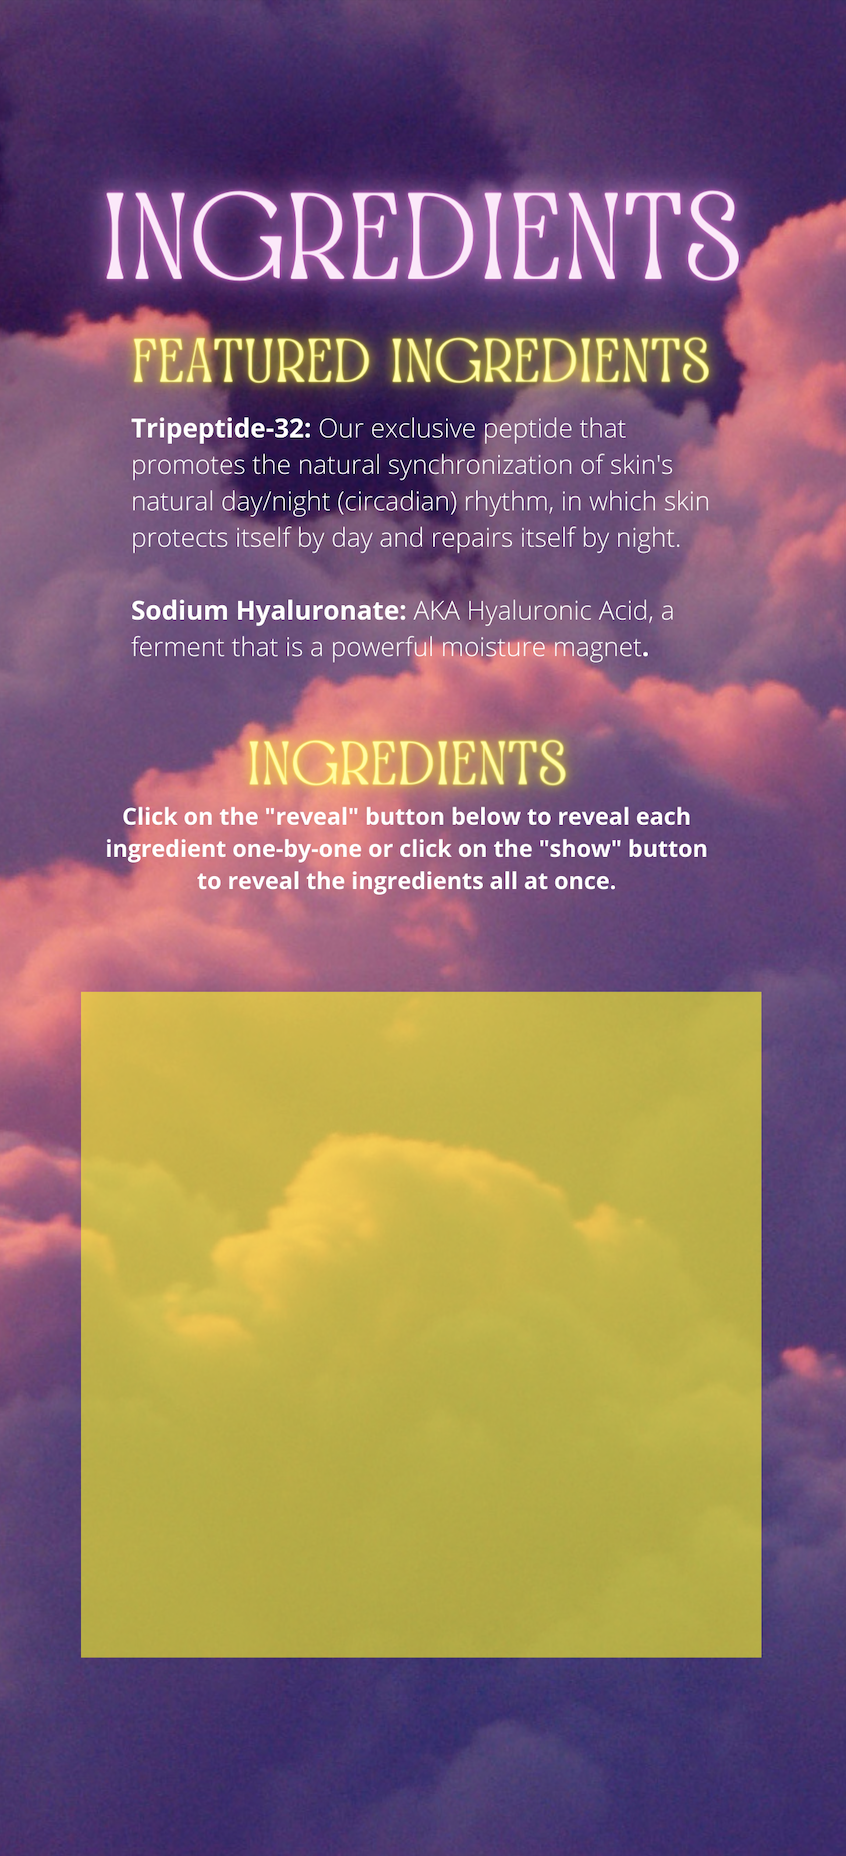 INGREDIENTS
FEATURED INGREDIENTS
Tripeptide-32: Our exclusive peptide that
promotes the natural synchronization of skin's
natural day/night (circadian) rhythm, in which skin
protects itself by day and repairs itself by night.
Sodium Hyaluronate: AKA Hyaluronic Acid, a
ferment that is a powerful moisture magnet.
INGREDIENTS
Click on the "reveal" button below to reveal each
ingredient one-by-one or click on the "show" button
to reveal the ingredients all at once.